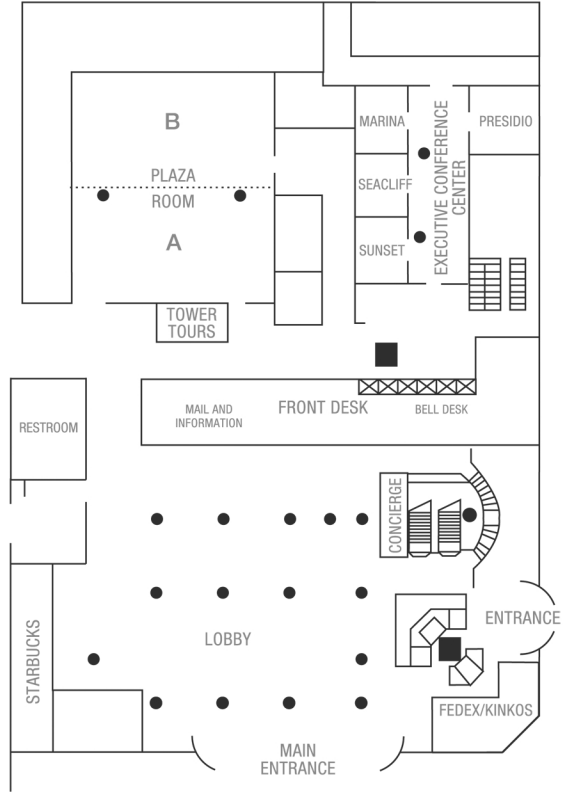 B
MARINA
PRESIDIO
EXECUTIVE CONFERENCE
CENTER
PLAZA
ROOM
SEACLIFF
A
SUNSET
TOWER
TOURS
RESTROOM
MAIL AND
INFORMATION
FRONT DESK
BELL DESK
CONCIERGE
ENTRANCE
LOBBY
STARBUCKS
FEDEX/KINKOS
MAIN
ENTRANCE